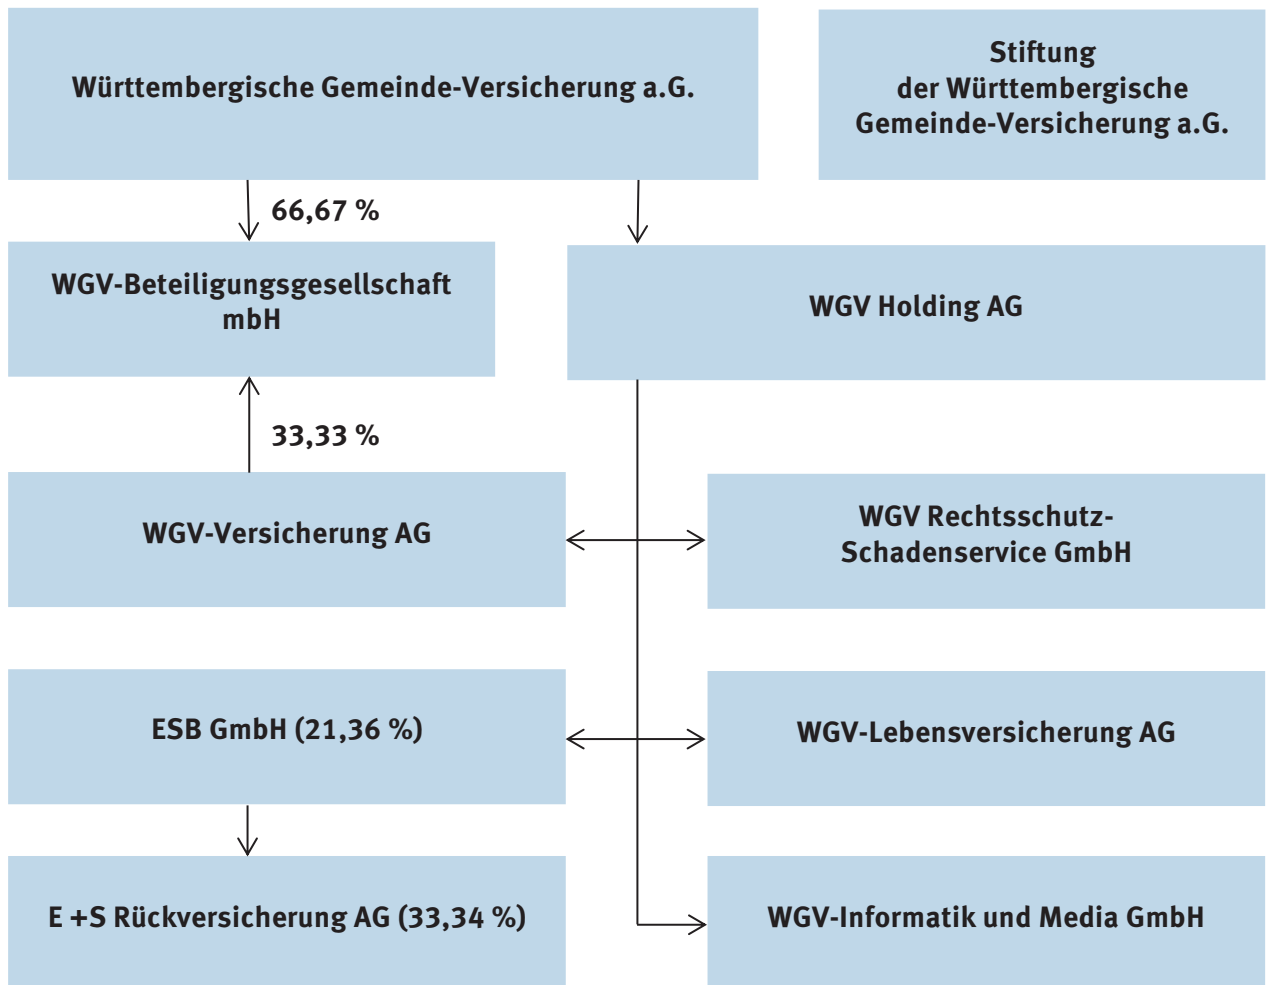 Württembergische Gemeinde-Versicherung a.G.
Stiftung
der Württembergische
Gemeinde-Versicherung a.G.
66,67 %
WGV-Beteiligungsgesellschaft
mbH
WGV Holding AG
33,33 %
WGV-Versicherung AG
WGV Rechtsschutz-
Schadenservice GmbH
ESB GmbH (21,36 %)
WGV-Lebensversicherung AG
E +S Rückversicherung AG (33,34 %)
WGV-Informatik und Media GmbH